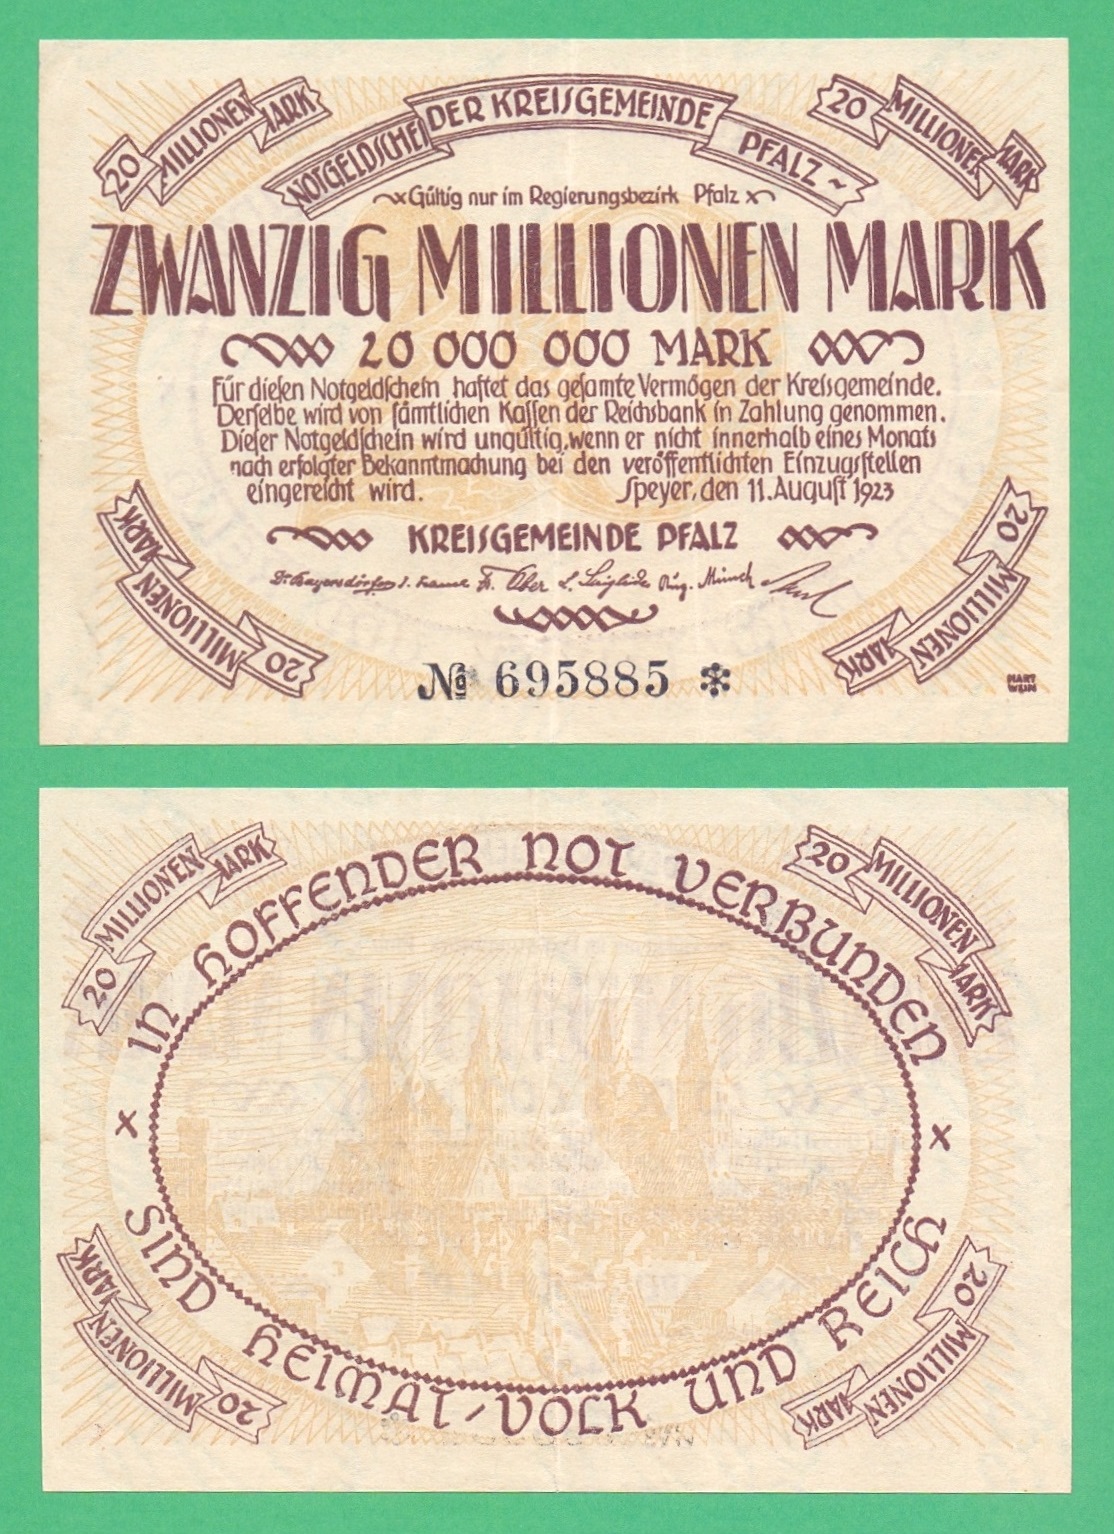 20 MILLIONEN MARK
NOTGELDSCHEIN DER KREISGEMEINDE PFALZ
20 MILLIONEN MARK
Gültig nur im Regierungsbezirk Pfalz
ZWANZIG MILLIONEN MARK
20 000 000 MARK
Für diesen Notgeldschein haftet das gesamte Vermögen der Kreisgemeinde.
Derselbe wird von sämtlichen Kassen der Reichsbank in Zahlung genommen.
Dieser Notgeldschein wird ungültig, wenn er nicht innerhalb eines Monats
nach erfolgter Bekanntmachung bei den veröffentlichten Einzugsstellen
eingereicht wird. Speyer, den 11. August 1923
KREISGEMEINDE PFALZ
20 MILLIONEN MARK
20 MILLIONEN MARK
№ 695885 *
HART
WEIN
20 MILLIONEN MARK
20 MILLIONEN MARK
IN HOFFENDER NOT VERBUNDEN
SIND HEIMAT/VOLK UND REICH
20 MILLIONEN MARK
20 MILLIONEN MARK